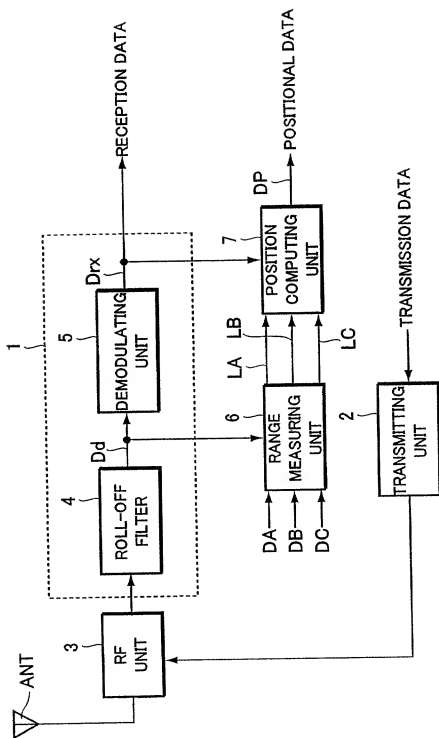 ANT
3
RF
UNIT
1
4
ROLL-OFF
FILTER
Dd
5
DEMODULATING
UNIT
Drx
RECEPTION DATA
DA
DB
DC
6
RANGE
MEASURING
UNIT
LA
LB
LC
7
POSITION
COMPUTING
UNIT
DP
POSITIONAL DATA
2
TRANSMITTING
UNIT
TRANSMISSION DATA